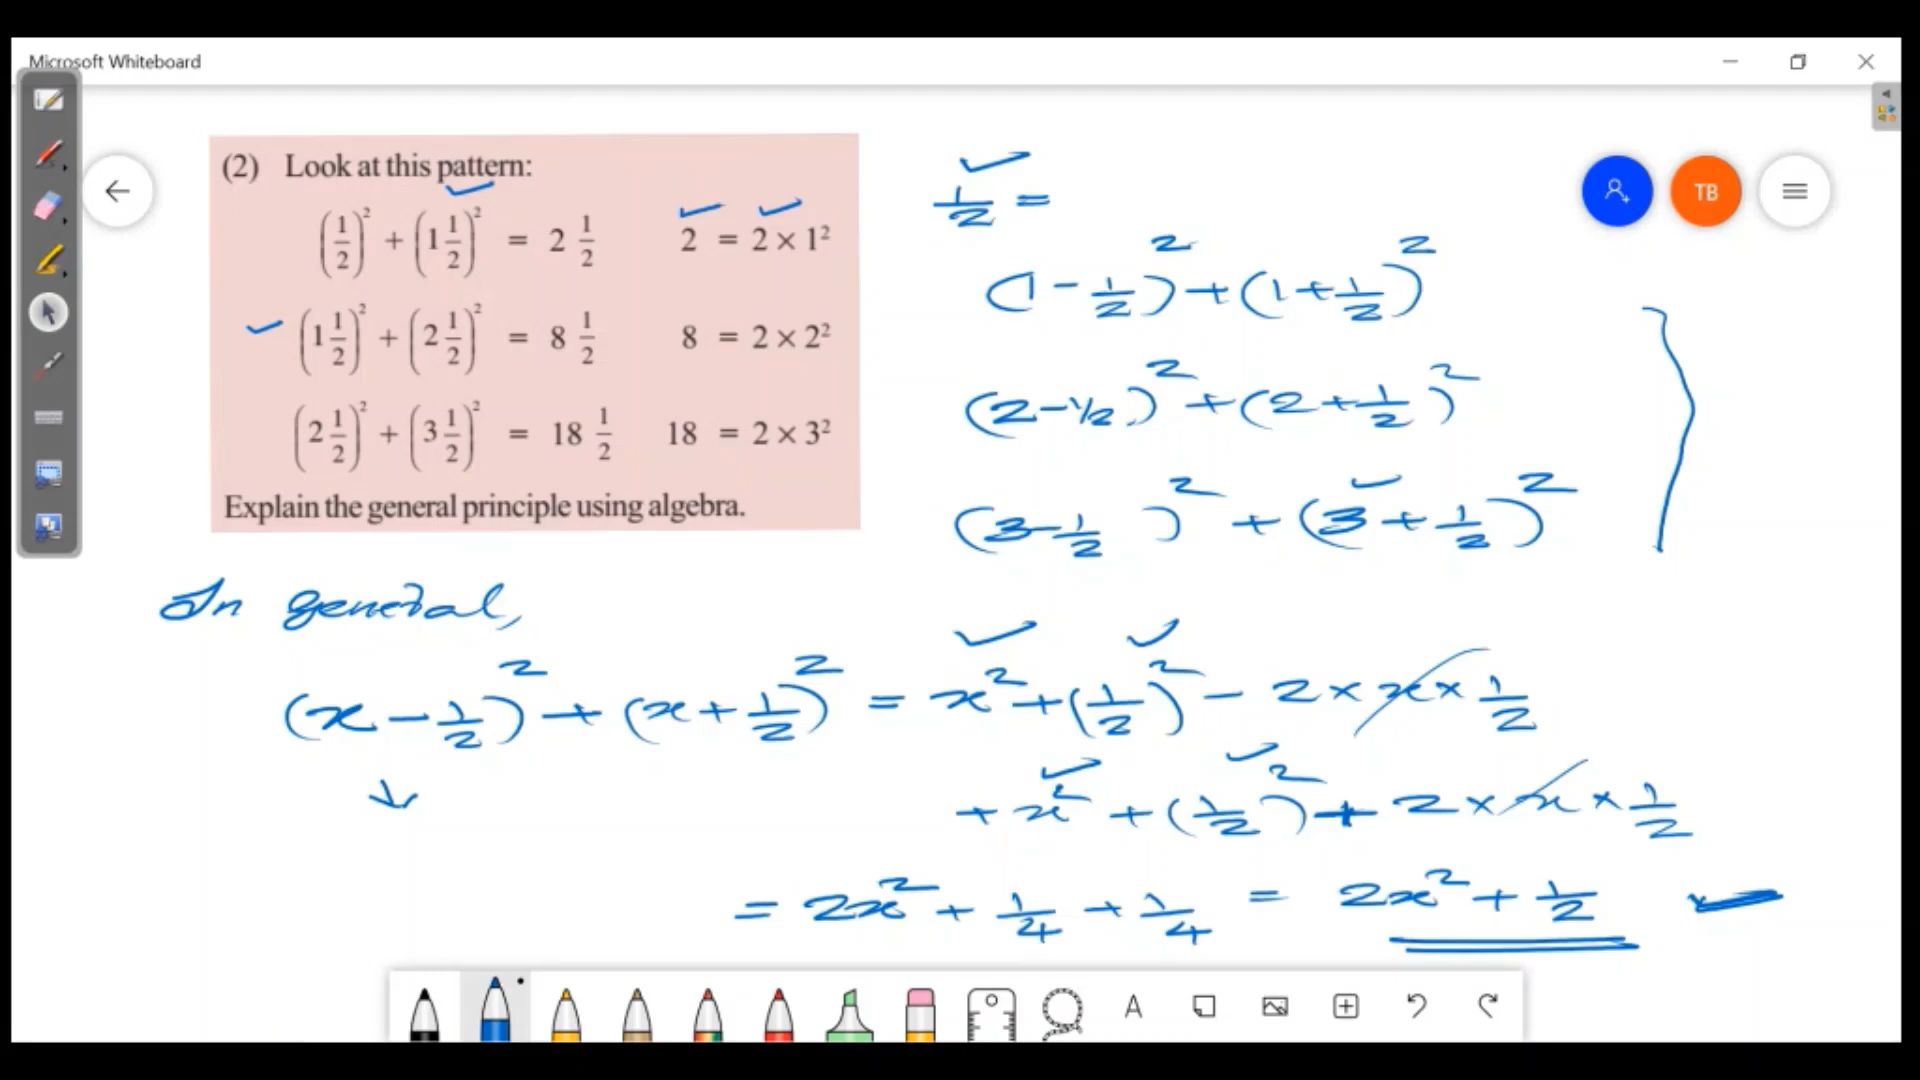 Microsoft Whiteboard
TB
(2) Look at this pattern:
(1/2)² + (1 1/2)² = 2 1/2    2 = 2 × 1²
(1 1/2)² + (2 1/2)² = 8 1/2    8 = 2 × 2²
(2 1/2)² + (3 1/2)² = 18 1/2    18 = 2 × 3²
Explain the general principle using algebra.
1/2 =
(1 - 1/2)² + (1 + 1/2)²
(2 - 1/2)² + (2 + 1/2)²
(3 - 1/2)² + (3 + 1/2)²
In general,
(x - 1/2)² + (x + 1/2)² = x² + (1/2)² - 2 × x × 1/2
+ x² + (1/2)² + 2 × x × 1/2
= 2x² + 1/4 + 1/4 = 2x² + 1/2
A